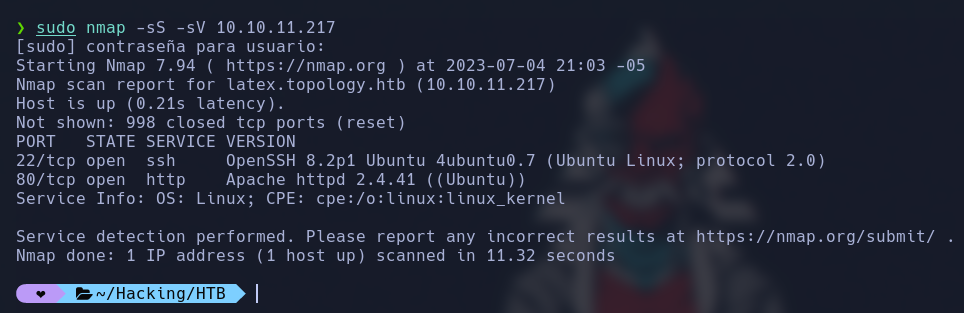 ❯ sudo nmap -sS -sV 10.10.11.217
[sudo] contraseña para usuario:
Starting Nmap 7.94 ( https://nmap.org ) at 2023-07-04 21:03 -05
Nmap scan report for latex.topology.htb (10.10.11.217)
Host is up (0.21s latency).
Not shown: 998 closed tcp ports (reset)
PORT   STATE SERVICE VERSION
22/tcp open  ssh     OpenSSH 8.2p1 Ubuntu 4ubuntu0.7 (Ubuntu Linux; protocol 2.0)
80/tcp open  http    Apache httpd 2.4.41 ((Ubuntu))
Service Info: OS: Linux; CPE: cpe:/o:linux:linux_kernel
Service detection performed. Please report any incorrect results at https://nmap.org/submit/ .
Nmap done: 1 IP address (1 host up) scanned in 11.32 seconds
~/Hacking/HTB